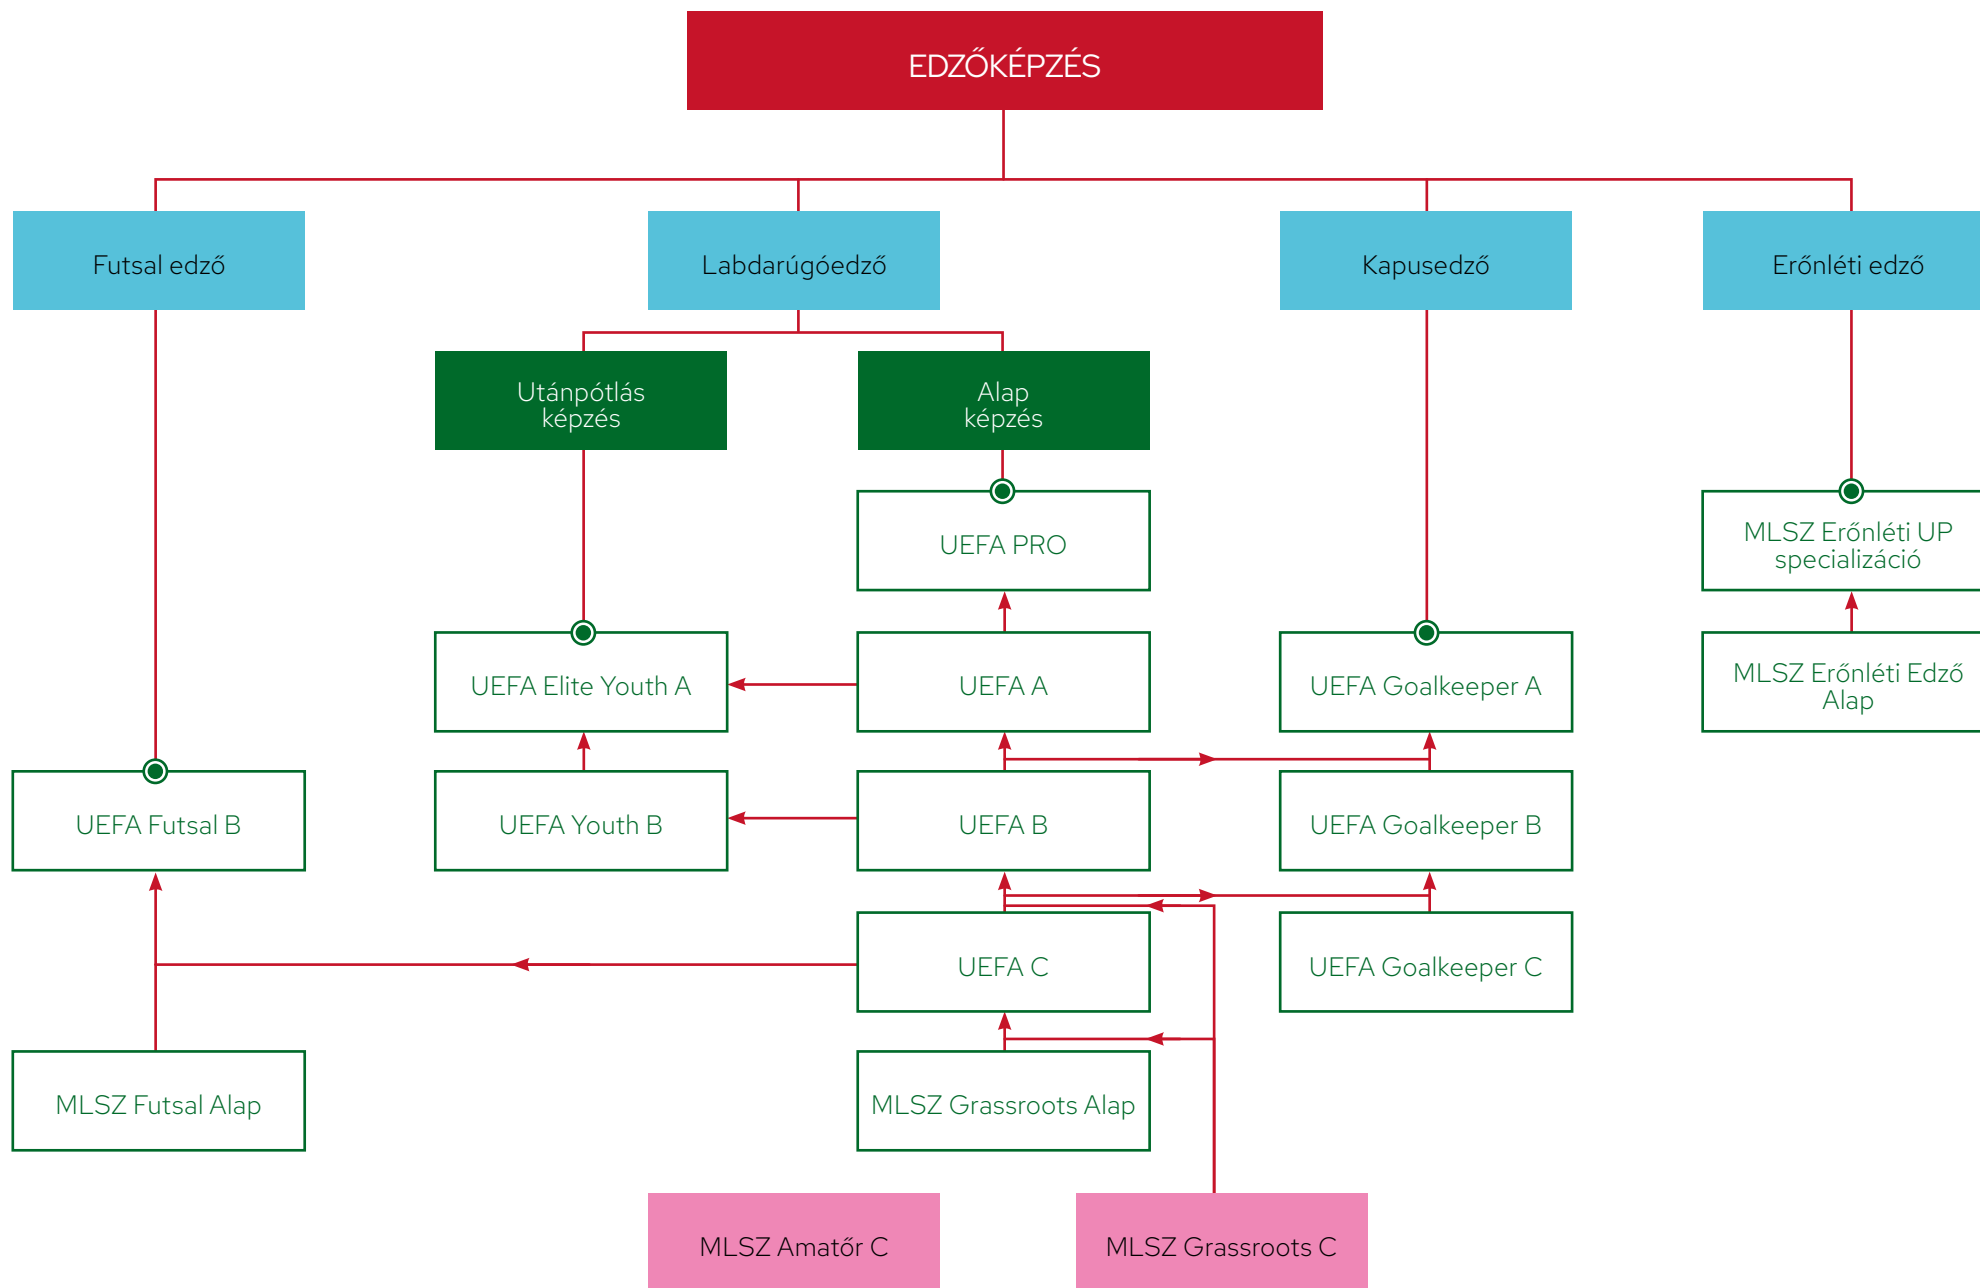 EDZŐKÉPZÉS
Futsal edző
Labdarúgóedző
Kapusedző
Erőnléti edző
Utánpótlás
képzés
Alap
képzés
UEFA PRO
MLSZ Erőnléti UP
specializáció
UEFA Elite Youth A
UEFA A
UEFA Goalkeeper A
MLSZ Erőnléti Edző
Alap
UEFA Futsal B
UEFA Youth B
UEFA B
UEFA Goalkeeper B
UEFA C
UEFA Goalkeeper C
MLSZ Futsal Alap
MLSZ Grassroots Alap
MLSZ Amatőr C
MLSZ Grassroots C